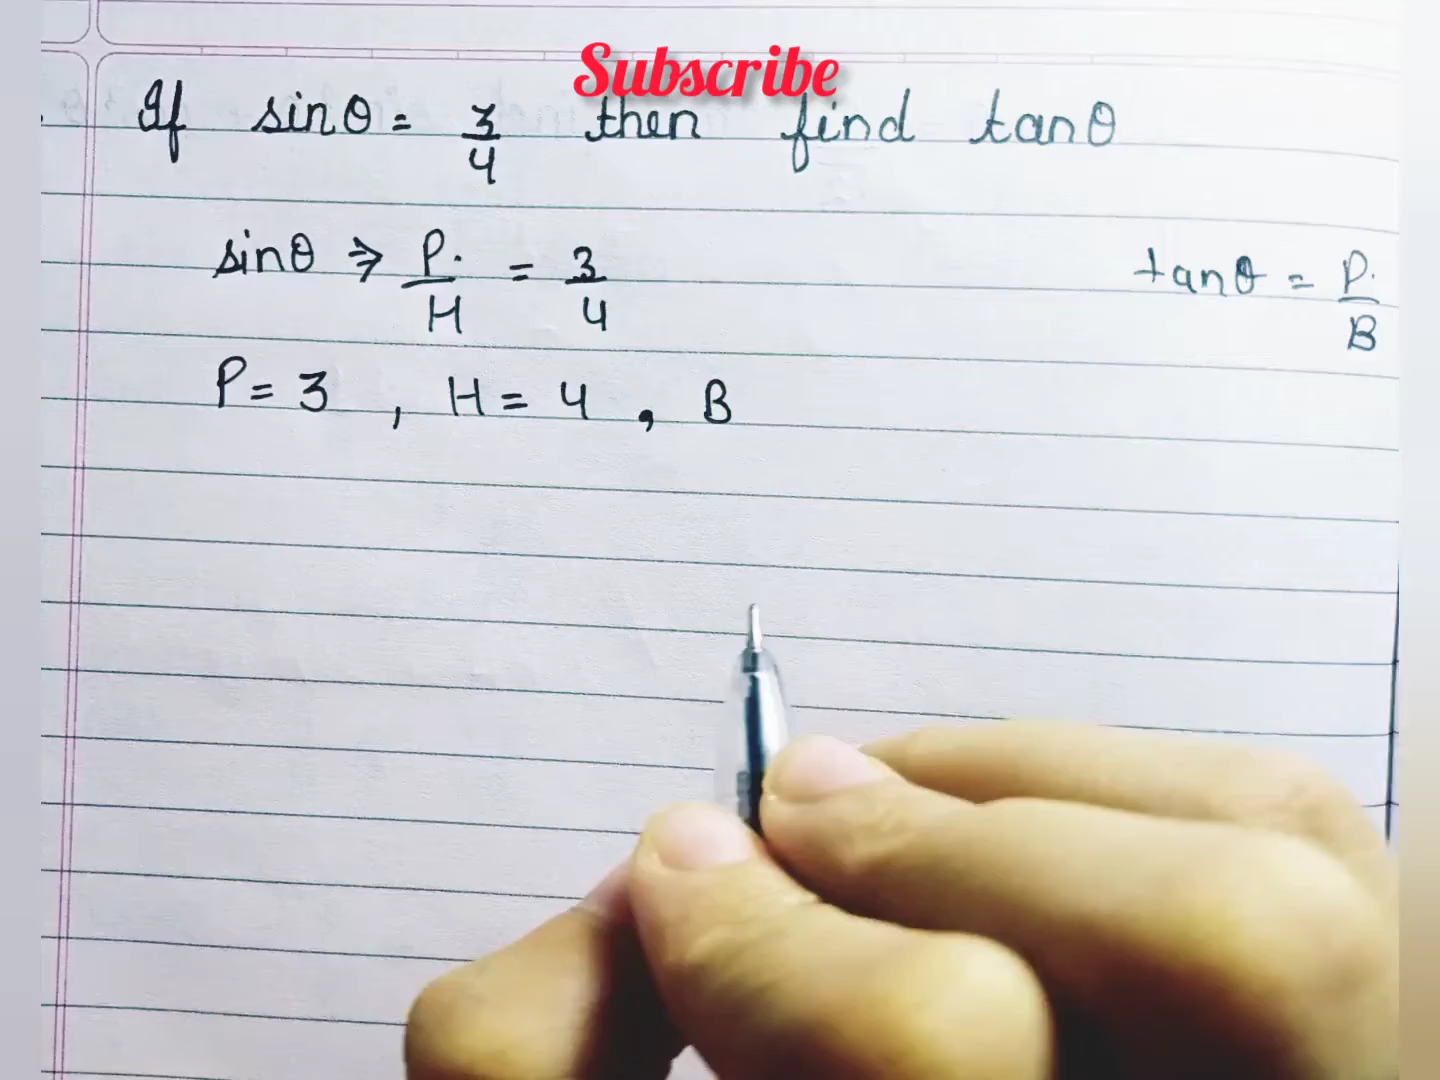 Subscribe
If sinθ = 3/4 then find tanθ
sinθ ⇒ P./H = 3/4
tanθ = P./B
P = 3 , H = 4 , B